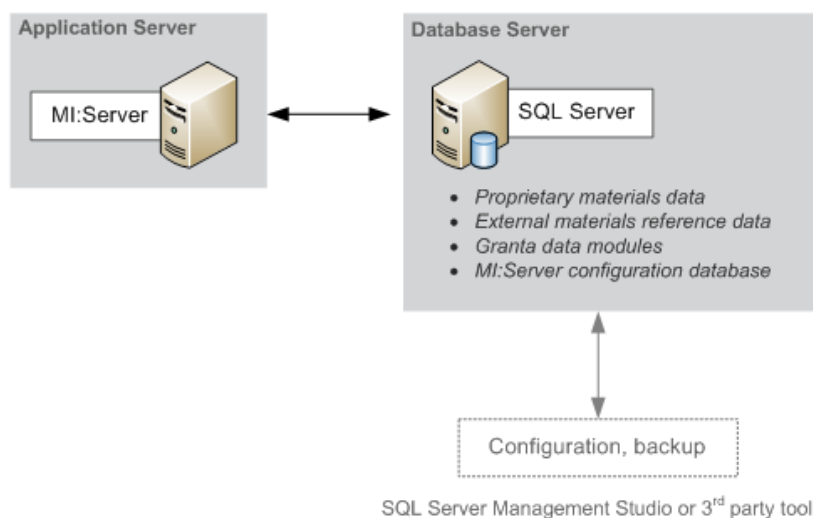 Application Server
MI:Server
Database Server
SQL Server
• Proprietary materials data
• External materials reference data
• Granta data modules
• MI:Server configuration database
Configuration, backup
SQL Server Management Studio or 3rd party tool